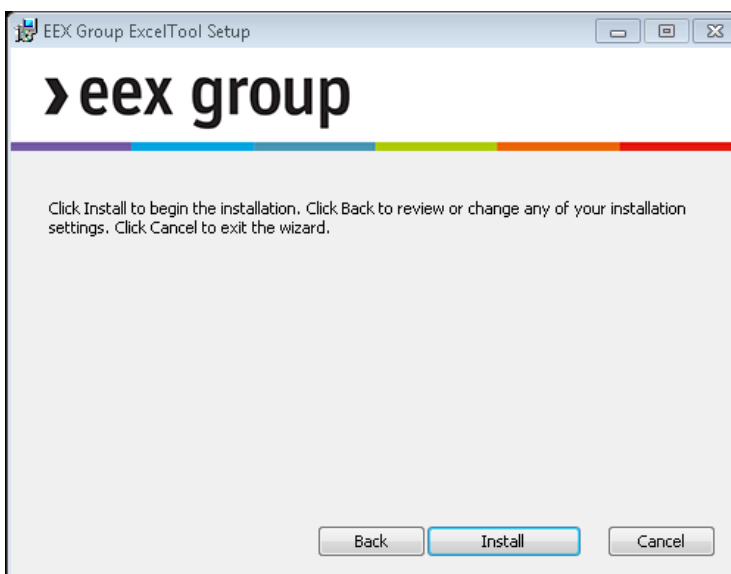 EEX Group ExcelTool Setup
eex group
Click Install to begin the installation. Click Back to review or change any of your installation
settings. Click Cancel to exit the wizard.
Back
Install
Cancel